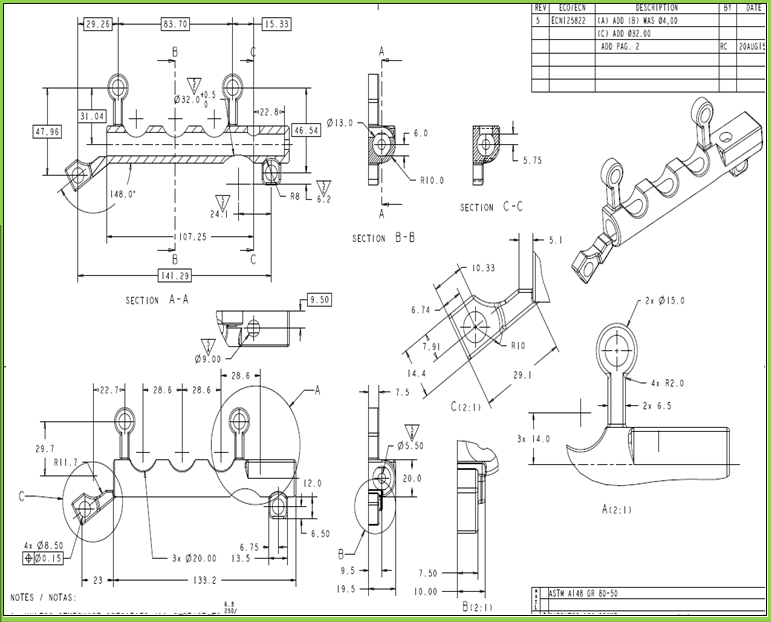 REV ECO/ECN DESCRIPTION BY DATE
5 ECN125822 (A) ADD (B) WAS Ø4,00
(C) ADD Ø32.00
ADD PAG. 2 RC 20AUG15
29.26 83.70 15.33
B C
Ø32.0 +0.5 0
22.8
31.04
47.96
46.54
148.0°
R8 6.2
24.1
107.25
B C
141.29
SECTION A-A
A
Ø13.0
6.0
R10.0
A
SECTION B-B
5.75
SECTION C-C
5.1
10.33
6.74
7.91
R10
14.4
29.1
C(2:1)
9.50
Ø9.00
2x Ø15.0
4x R2.0
2x 6.5
3x 14.0
A(2:1)
28.6
22.7 28.6 28.6
A
29.7
R11.7
C
12.0
6.50
4x Ø8.50
Ø0.15
3x Ø20.00
6.75
13.5
23 133.2
7.5
Ø5.50
20.0
B
9.5
19.5
7.50
10.00
B(2:1)
NOTES / NOTAS:
ASTM A148 GR 80-50